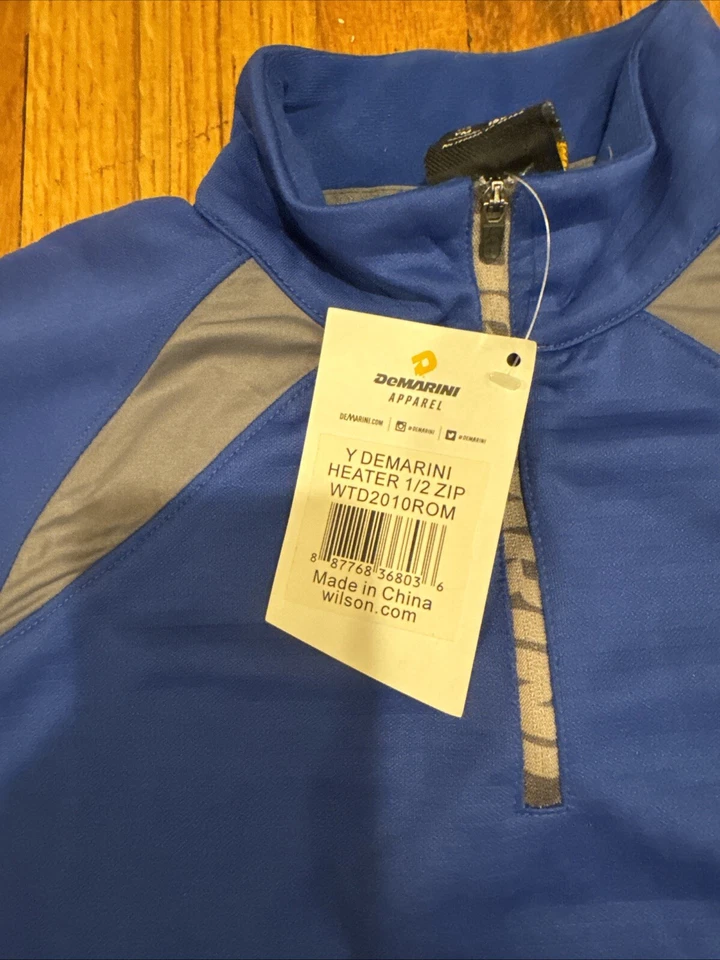 DeMARINI
APPAREL
DEMARINI.COM @DEMARINI @DEMARINI
Y DEMARINI
HEATER 1/2 ZIP
WTD2010ROM
8 87768 36803 6
Made in China
wilson.com